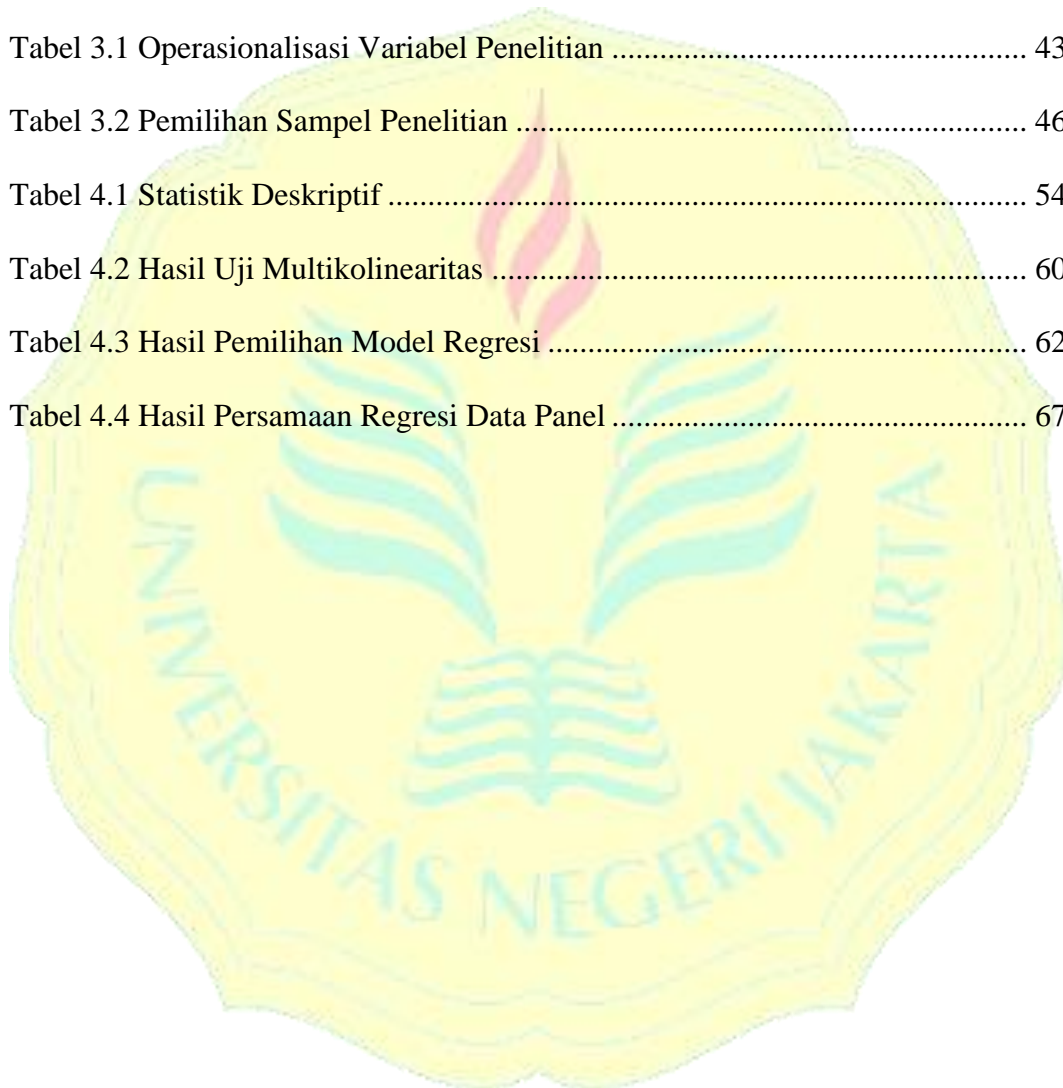 Tabel 3.1 Operasionalisasi Variabel Penelitian ............................................ 43
Tabel 3.2 Pemilihan Sampel Penelitian ....................................................... 46
Tabel 4.1 Statistik Deskriptif ...................................................................... 54
Tabel 4.2 Hasil Uji Multikolinearitas .......................................................... 60
Tabel 4.3 Hasil Pemilihan Model Regresi ................................................... 62
Tabel 4.4 Hasil Persamaan Regresi Data Panel ............................................ 67
UNIVERSITAS NEGERI JAKARTA